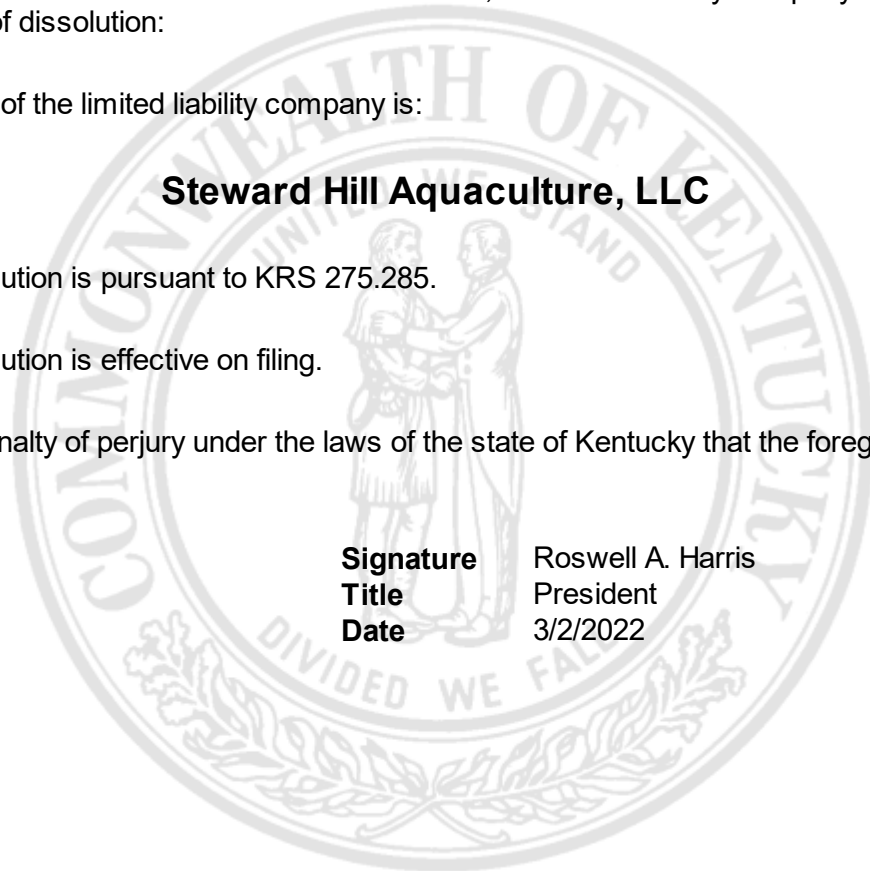 of dissolution:
of the limited liability company is:
Steward Hill Aquaculture, LLC
ution is pursuant to KRS 275.285.
ution is effective on filing.
nalty of perjury under the laws of the state of Kentucky that the foreg
Signature Roswell A. Harris
Title President
Date 3/2/2022
COMMONWEALTH OF KENTUCKY
UNITED WE STAND
DIVIDED WE FALL